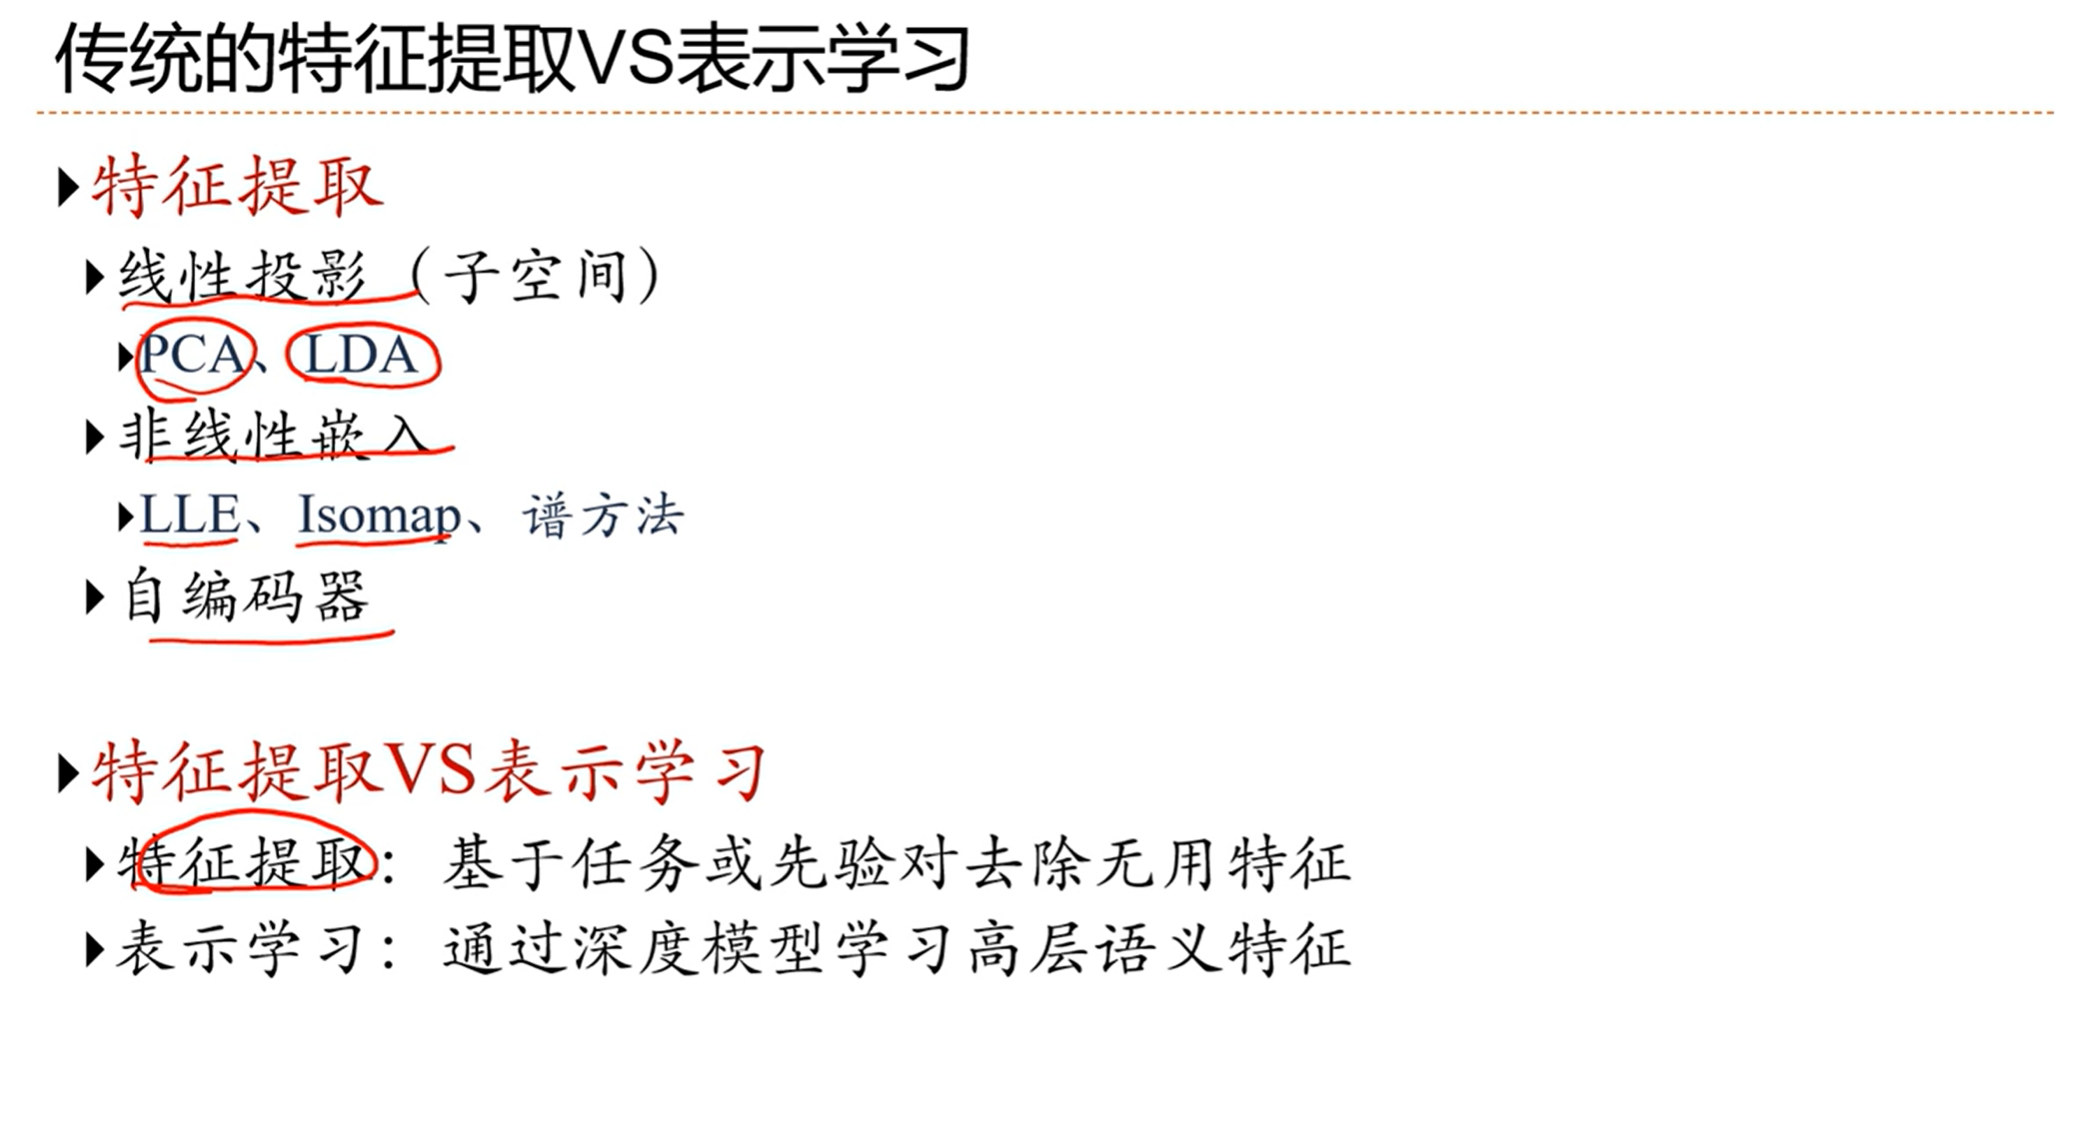 传统的特征提取VS表示学习
特征提取
线性投影（子空间）
PCA、LDA
非线性嵌入
LLE、Isomap、谱方法
自编码器
特征提取VS表示学习
特征提取：基于任务或先验对去除无用特征
表示学习：通过深度模型学习高层语义特征